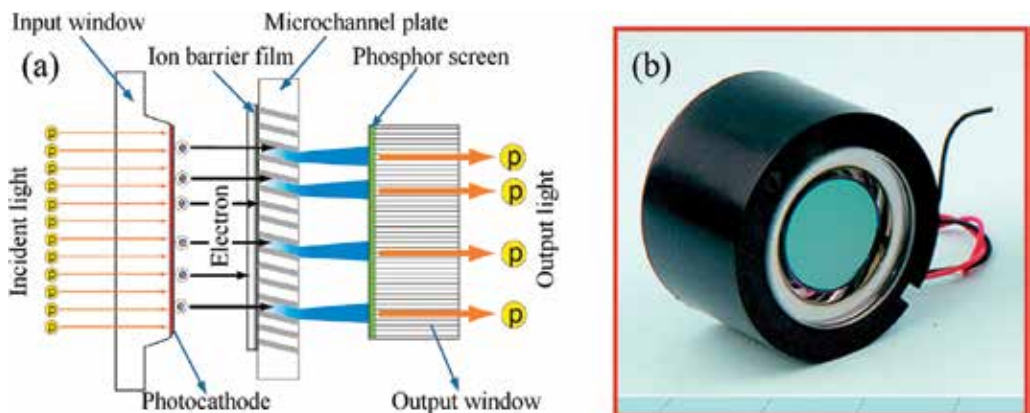 Input window
Microchannel plate
Ion barrier film
Phosphor screen
(a)
(b)
Incident light
p
p
p
p
p
p
p
p
p
p
p
p
e
e
e
e
e
e
e
Electron
p
p
p
p
Output light
Photocathode
Output window